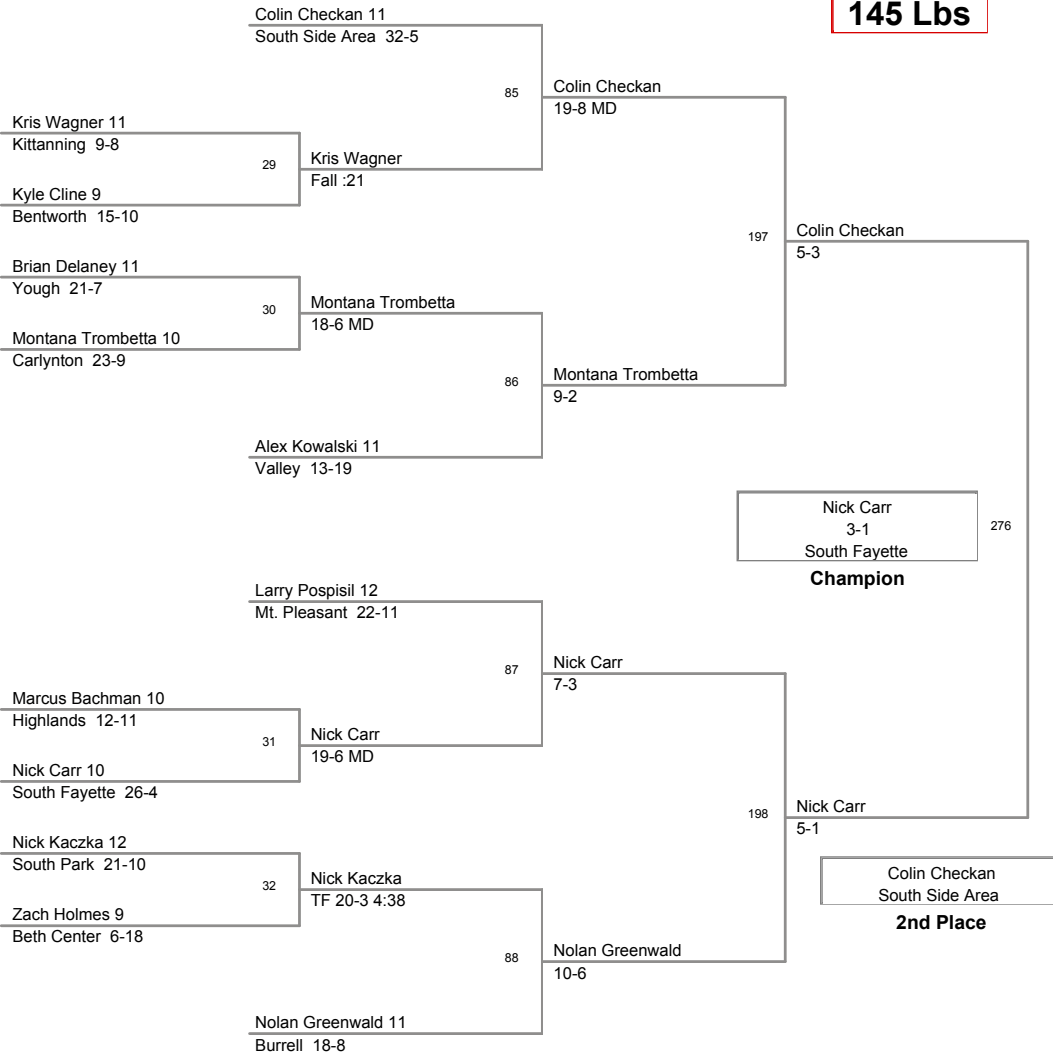 145 Lbs
Colin Checkan 11
South Side Area 32-5
85
Colin Checkan
19-8 MD
Kris Wagner 11
Kittanning 9-8
29
Kris Wagner
Fall :21
Kyle Cline 9
Bentworth 15-10
197
Colin Checkan
5-3
Brian Delaney 11
Yough 21-7
30
Montana Trombetta
18-6 MD
Montana Trombetta 10
Carlynton 23-9
86
Montana Trombetta
9-2
Alex Kowalski 11
Valley 13-19
Nick Carr
3-1
South Fayette
276
Champion
Larry Pospisil 12
Mt. Pleasant 22-11
87
Nick Carr
7-3
Marcus Bachman 10
Highlands 12-11
31
Nick Carr
19-6 MD
Nick Carr 10
South Fayette 26-4
198
Nick Carr
5-1
Nick Kaczka 12
South Park 21-10
32
Nick Kaczka
TF 20-3 4:38
Zach Holmes 9
Beth Center 6-18
Colin Checkan
South Side Area
2nd Place
88
Nolan Greenwald
10-6
Nolan Greenwald 11
Burrell 18-8